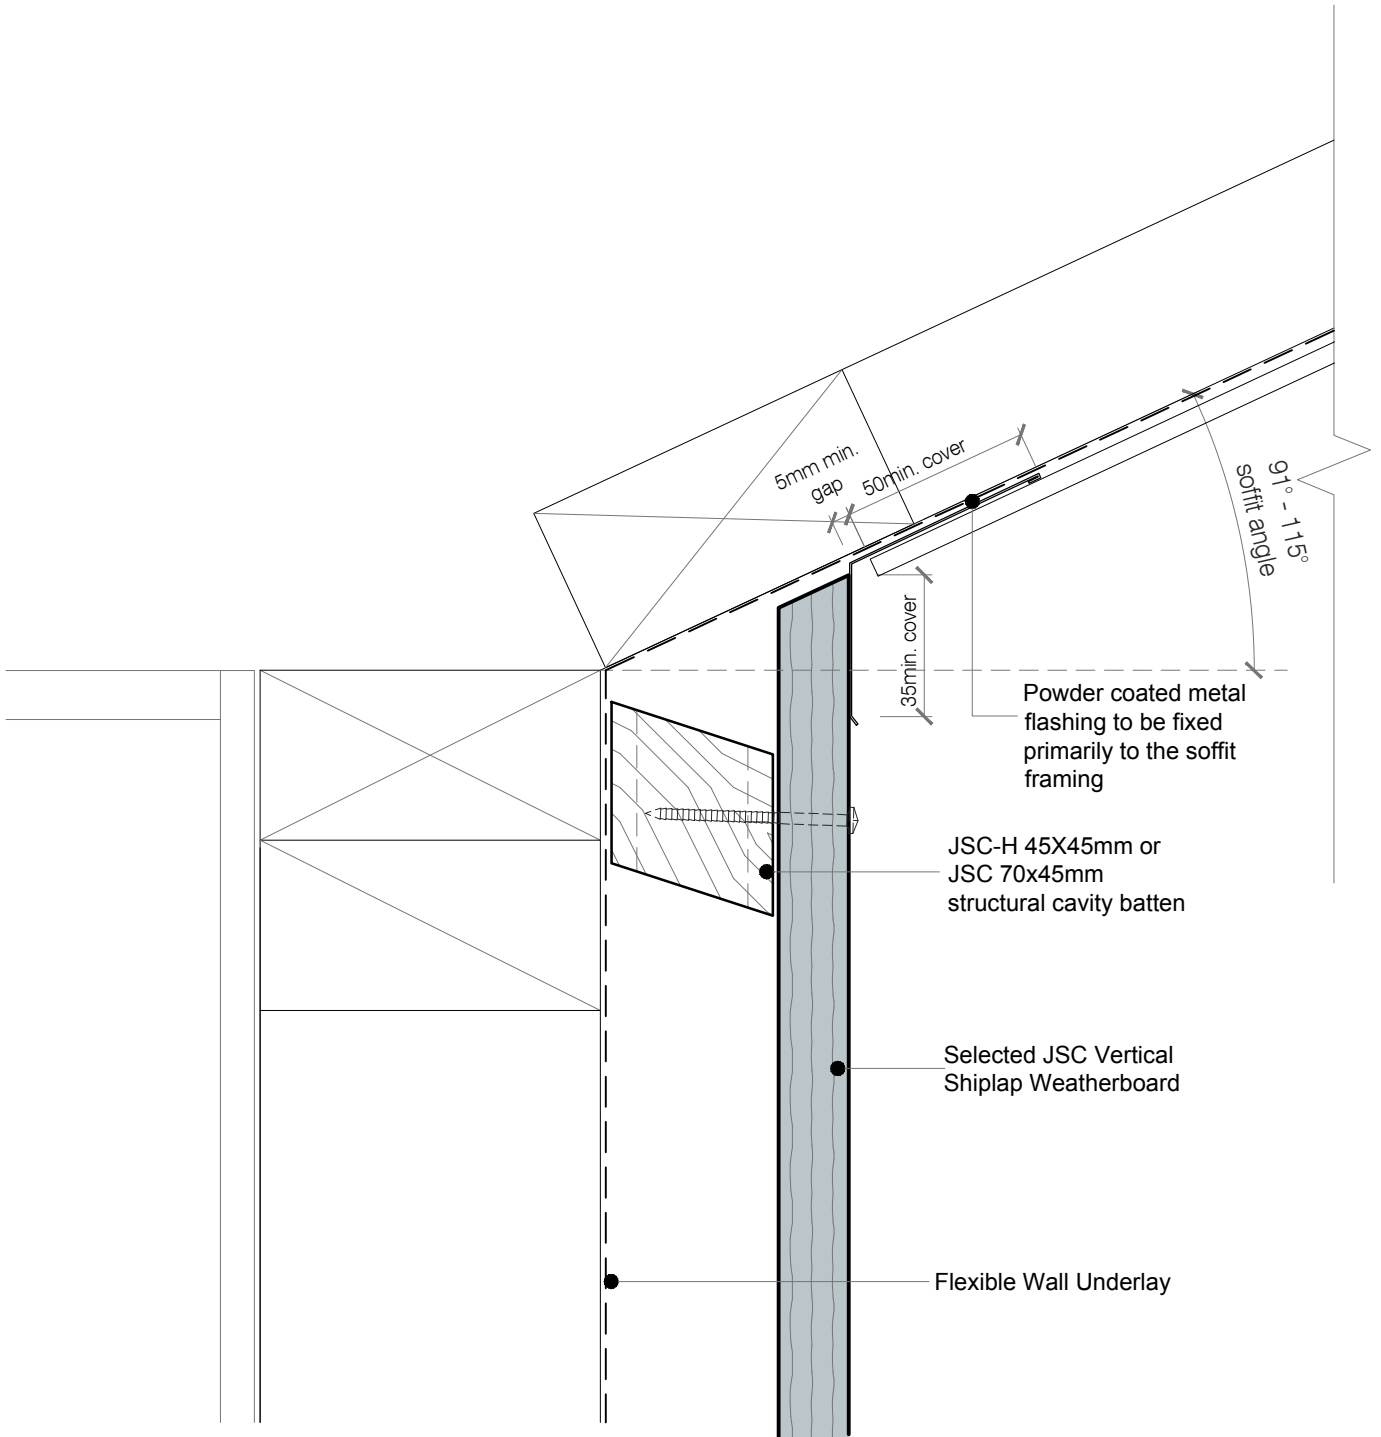 5mm min.
gap
50min. cover
91° - 115°
soffit angle
35min. cover
Powder coated metal
flashing to be fixed
primarily to the soffit
framing
JSC-H 45X45mm or
JSC 70x45mm
structural cavity batten
Selected JSC Vertical
Shiplap Weatherboard
Flexible Wall Underlay